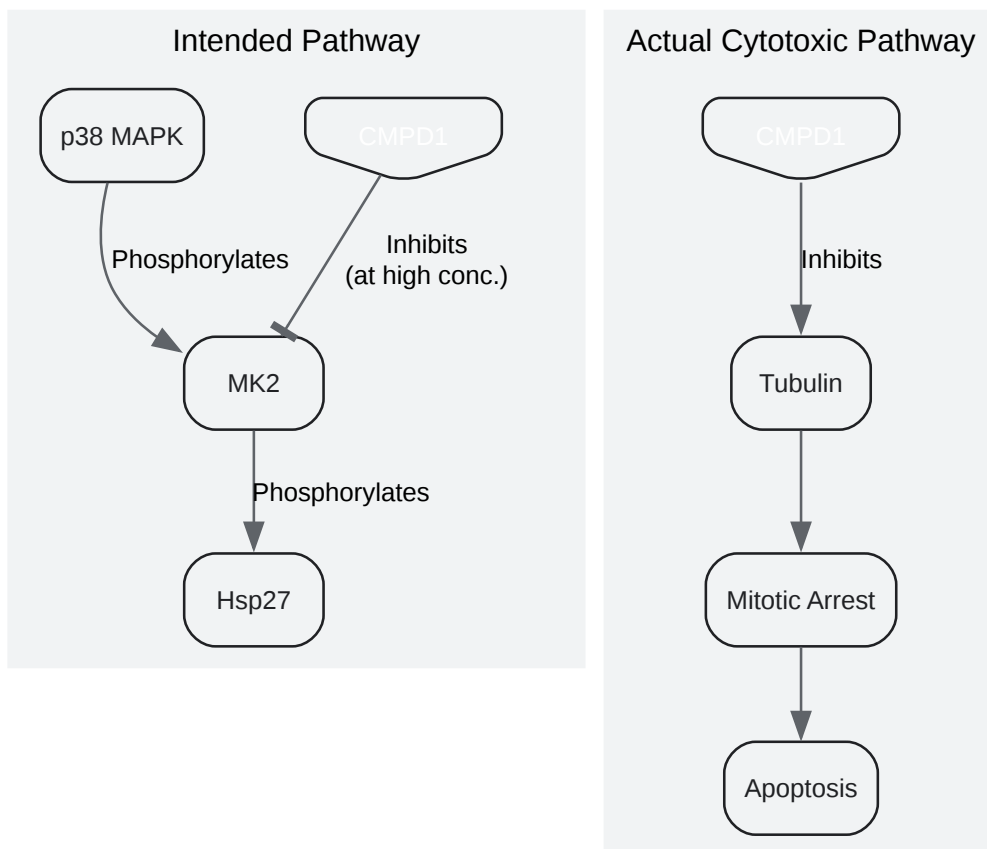 Intended Pathway
p38 MAPK
CMPD1
Phosphorylates
Inhibits
(at high conc.)
MK2
Phosphorylates
Hsp27
Actual Cytotoxic Pathway
CMPD1
Inhibits
Tubulin
Mitotic Arrest
Apoptosis